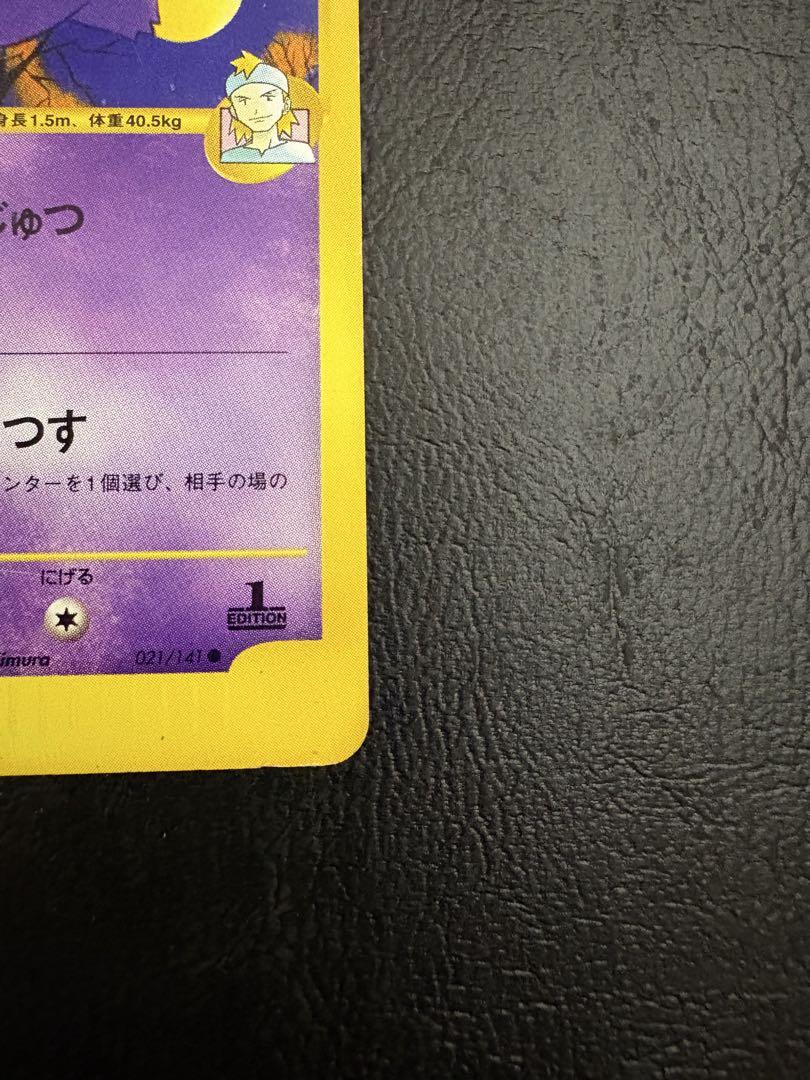 身長1.5m、体重40.5kg
じゅつ
つす
ンターを1個選び、相手の場の
にげる
1
EDITION
imura
021/141●